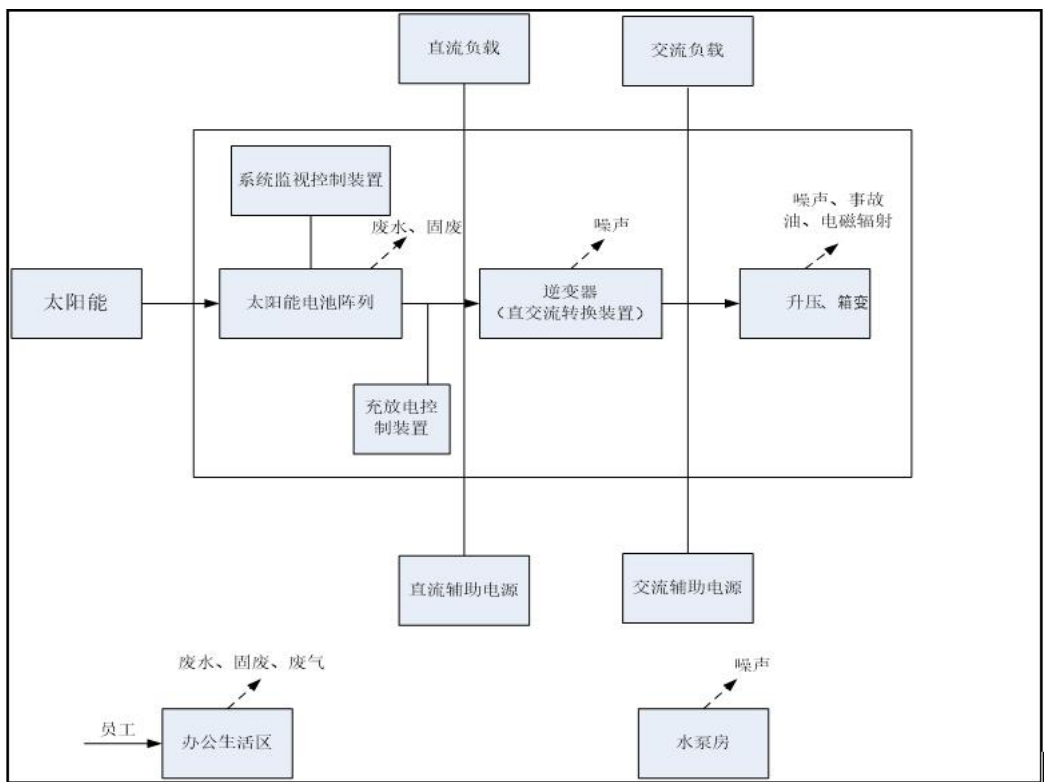 直流负载
交流负载
系统监视控制装置
噪声、事故
油、电磁辐射
废水、固废
噪声
太阳能
太阳能电池阵列
逆变器
（直交流转换装置）
升压、箱变
充放电控
制装置
直流辅助电源
交流辅助电源
废水、固废、废气
噪声
员工
办公生活区
水泵房